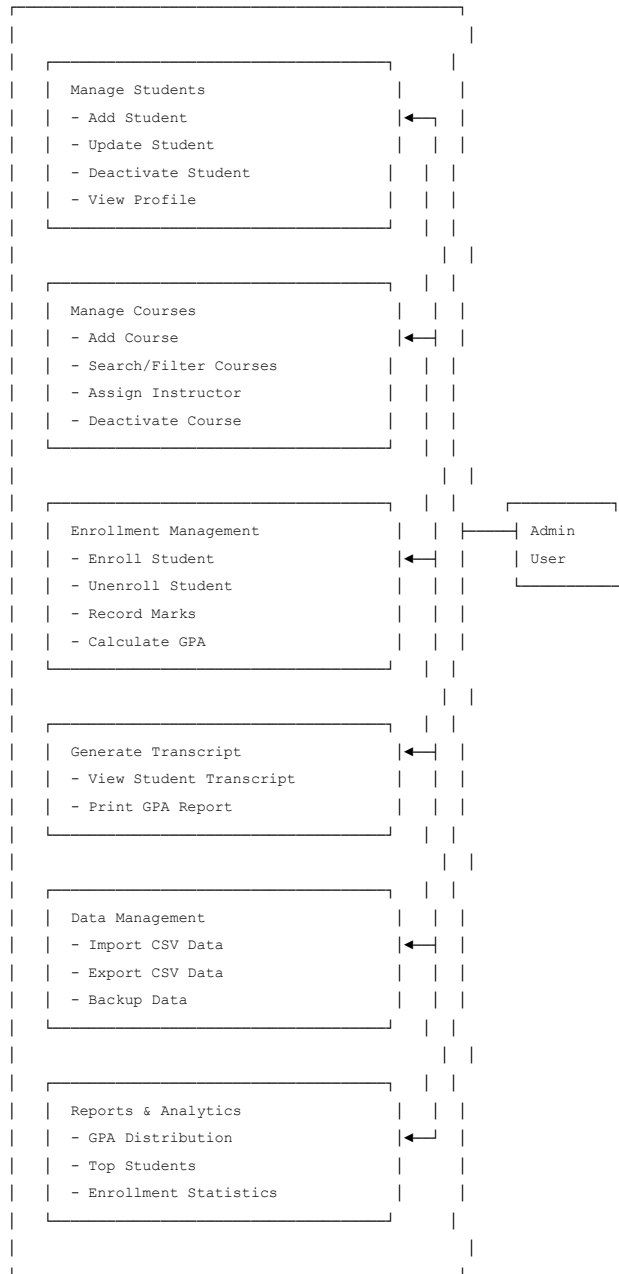 Manage Students
- Add Student
- Update Student
- Deactivate Student
- View Profile
Manage Courses
- Add Course
- Search/Filter Courses
- Assign Instructor
- Deactivate Course
Enrollment Management
- Enroll Student
- Unenroll Student
- Record Marks
- Calculate GPA
Admin
User
Generate Transcript
- View Student Transcript
- Print GPA Report
Data Management
- Import CSV Data
- Export CSV Data
- Backup Data
Reports & Analytics
- GPA Distribution
- Top Students
- Enrollment Statistics